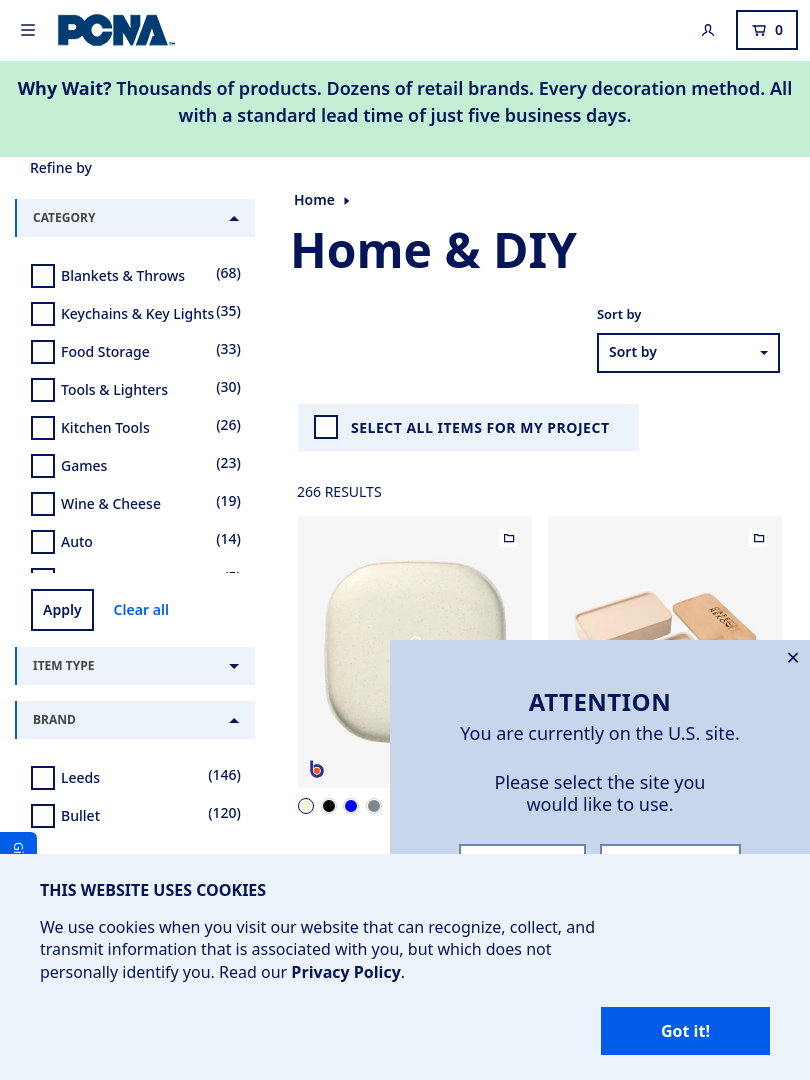 PCNA
0
Why Wait? Thousands of products. Dozens of retail brands. Every decoration method. All
with a standard lead time of just five business days.
Refine by
CATEGORY
Blankets & Throws (68)
Keychains & Key Lights (35)
Food Storage (33)
Tools & Lighters (30)
Kitchen Tools (26)
Games (23)
Wine & Cheese (19)
Auto (14)
Apply
Clear all
ITEM TYPE
BRAND
Leeds (146)
Bullet (120)
Home
Home & DIY
Sort by
Sort by
SELECT ALL ITEMS FOR MY PROJECT
266 RESULTS
b
ATTENTION
You are currently on the U.S. site.
Please select the site you
would like to use.
THIS WEBSITE USES COOKIES
We use cookies when you visit our website that can recognize, collect, and
transmit information that is associated with you, but which does not
personally identify you. Read our Privacy Policy.
Got it!